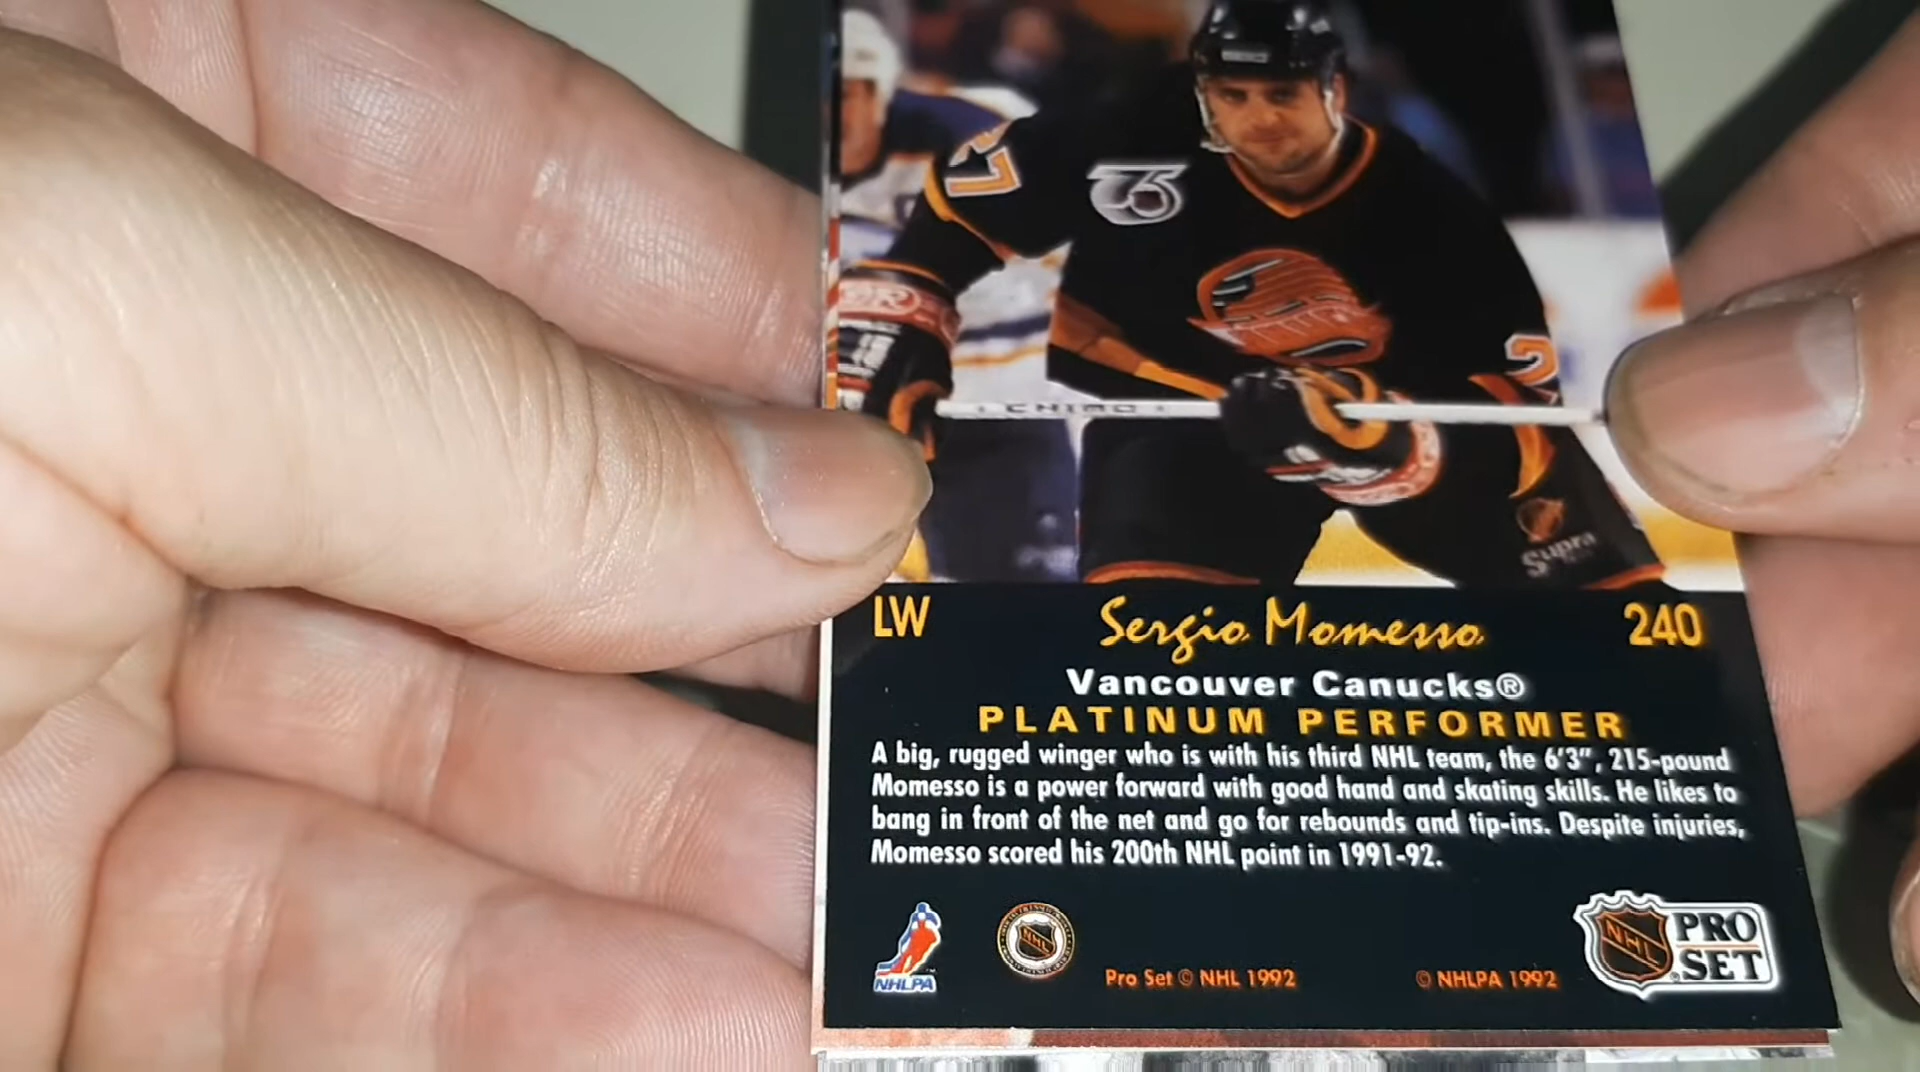 27
75
CHIMO
2
Supra
LW Sergio Momesso 240
Vancouver Canucks®
PLATINUM PERFORMER
A big, rugged winger who is with his third NHL team, the 6'3", 215-pound
Momesso is a power forward with good hand and skating skills. He likes to
bang in front of the net and go for rebounds and tip-ins. Despite injuries,
Momesso scored his 200th NHL point in 1991-92.
NHLPA
NHL
Pro Set © NHL 1992
© NHLPA 1992
NHL PRO
SET